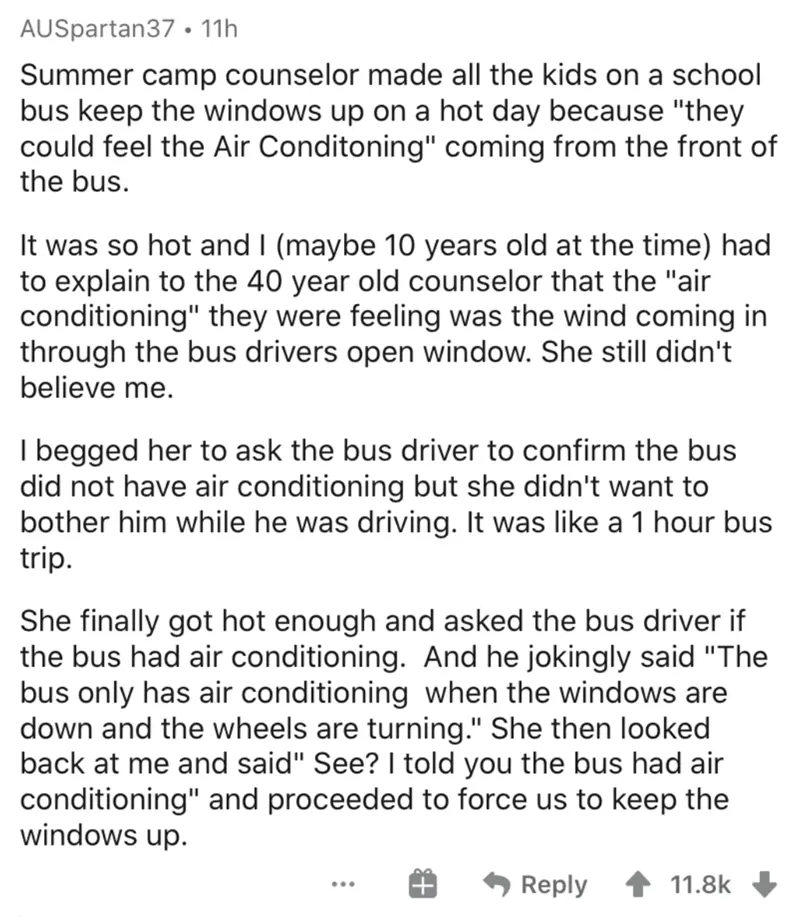 AUSpartan37 • 11h
Summer camp counselor made all the kids on a school
bus keep the windows up on a hot day because "they
could feel the Air Conditoning" coming from the front of
the bus.
It was so hot and I (maybe 10 years old at the time) had
to explain to the 40 year old counselor that the "air
conditioning" they were feeling was the wind coming in
through the bus drivers open window. She still didn't
believe me.
I begged her to ask the bus driver to confirm the bus
did not have air conditioning but she didn't want to
bother him while he was driving. It was like a 1 hour bus
trip.
She finally got hot enough and asked the bus driver if
the bus had air conditioning.  And he jokingly said "The
bus only has air conditioning  when the windows are
down and the wheels are turning." She then looked
back at me and said" See? I told you the bus had air
conditioning" and proceeded to force us to keep the
windows up.
... Reply 11.8k